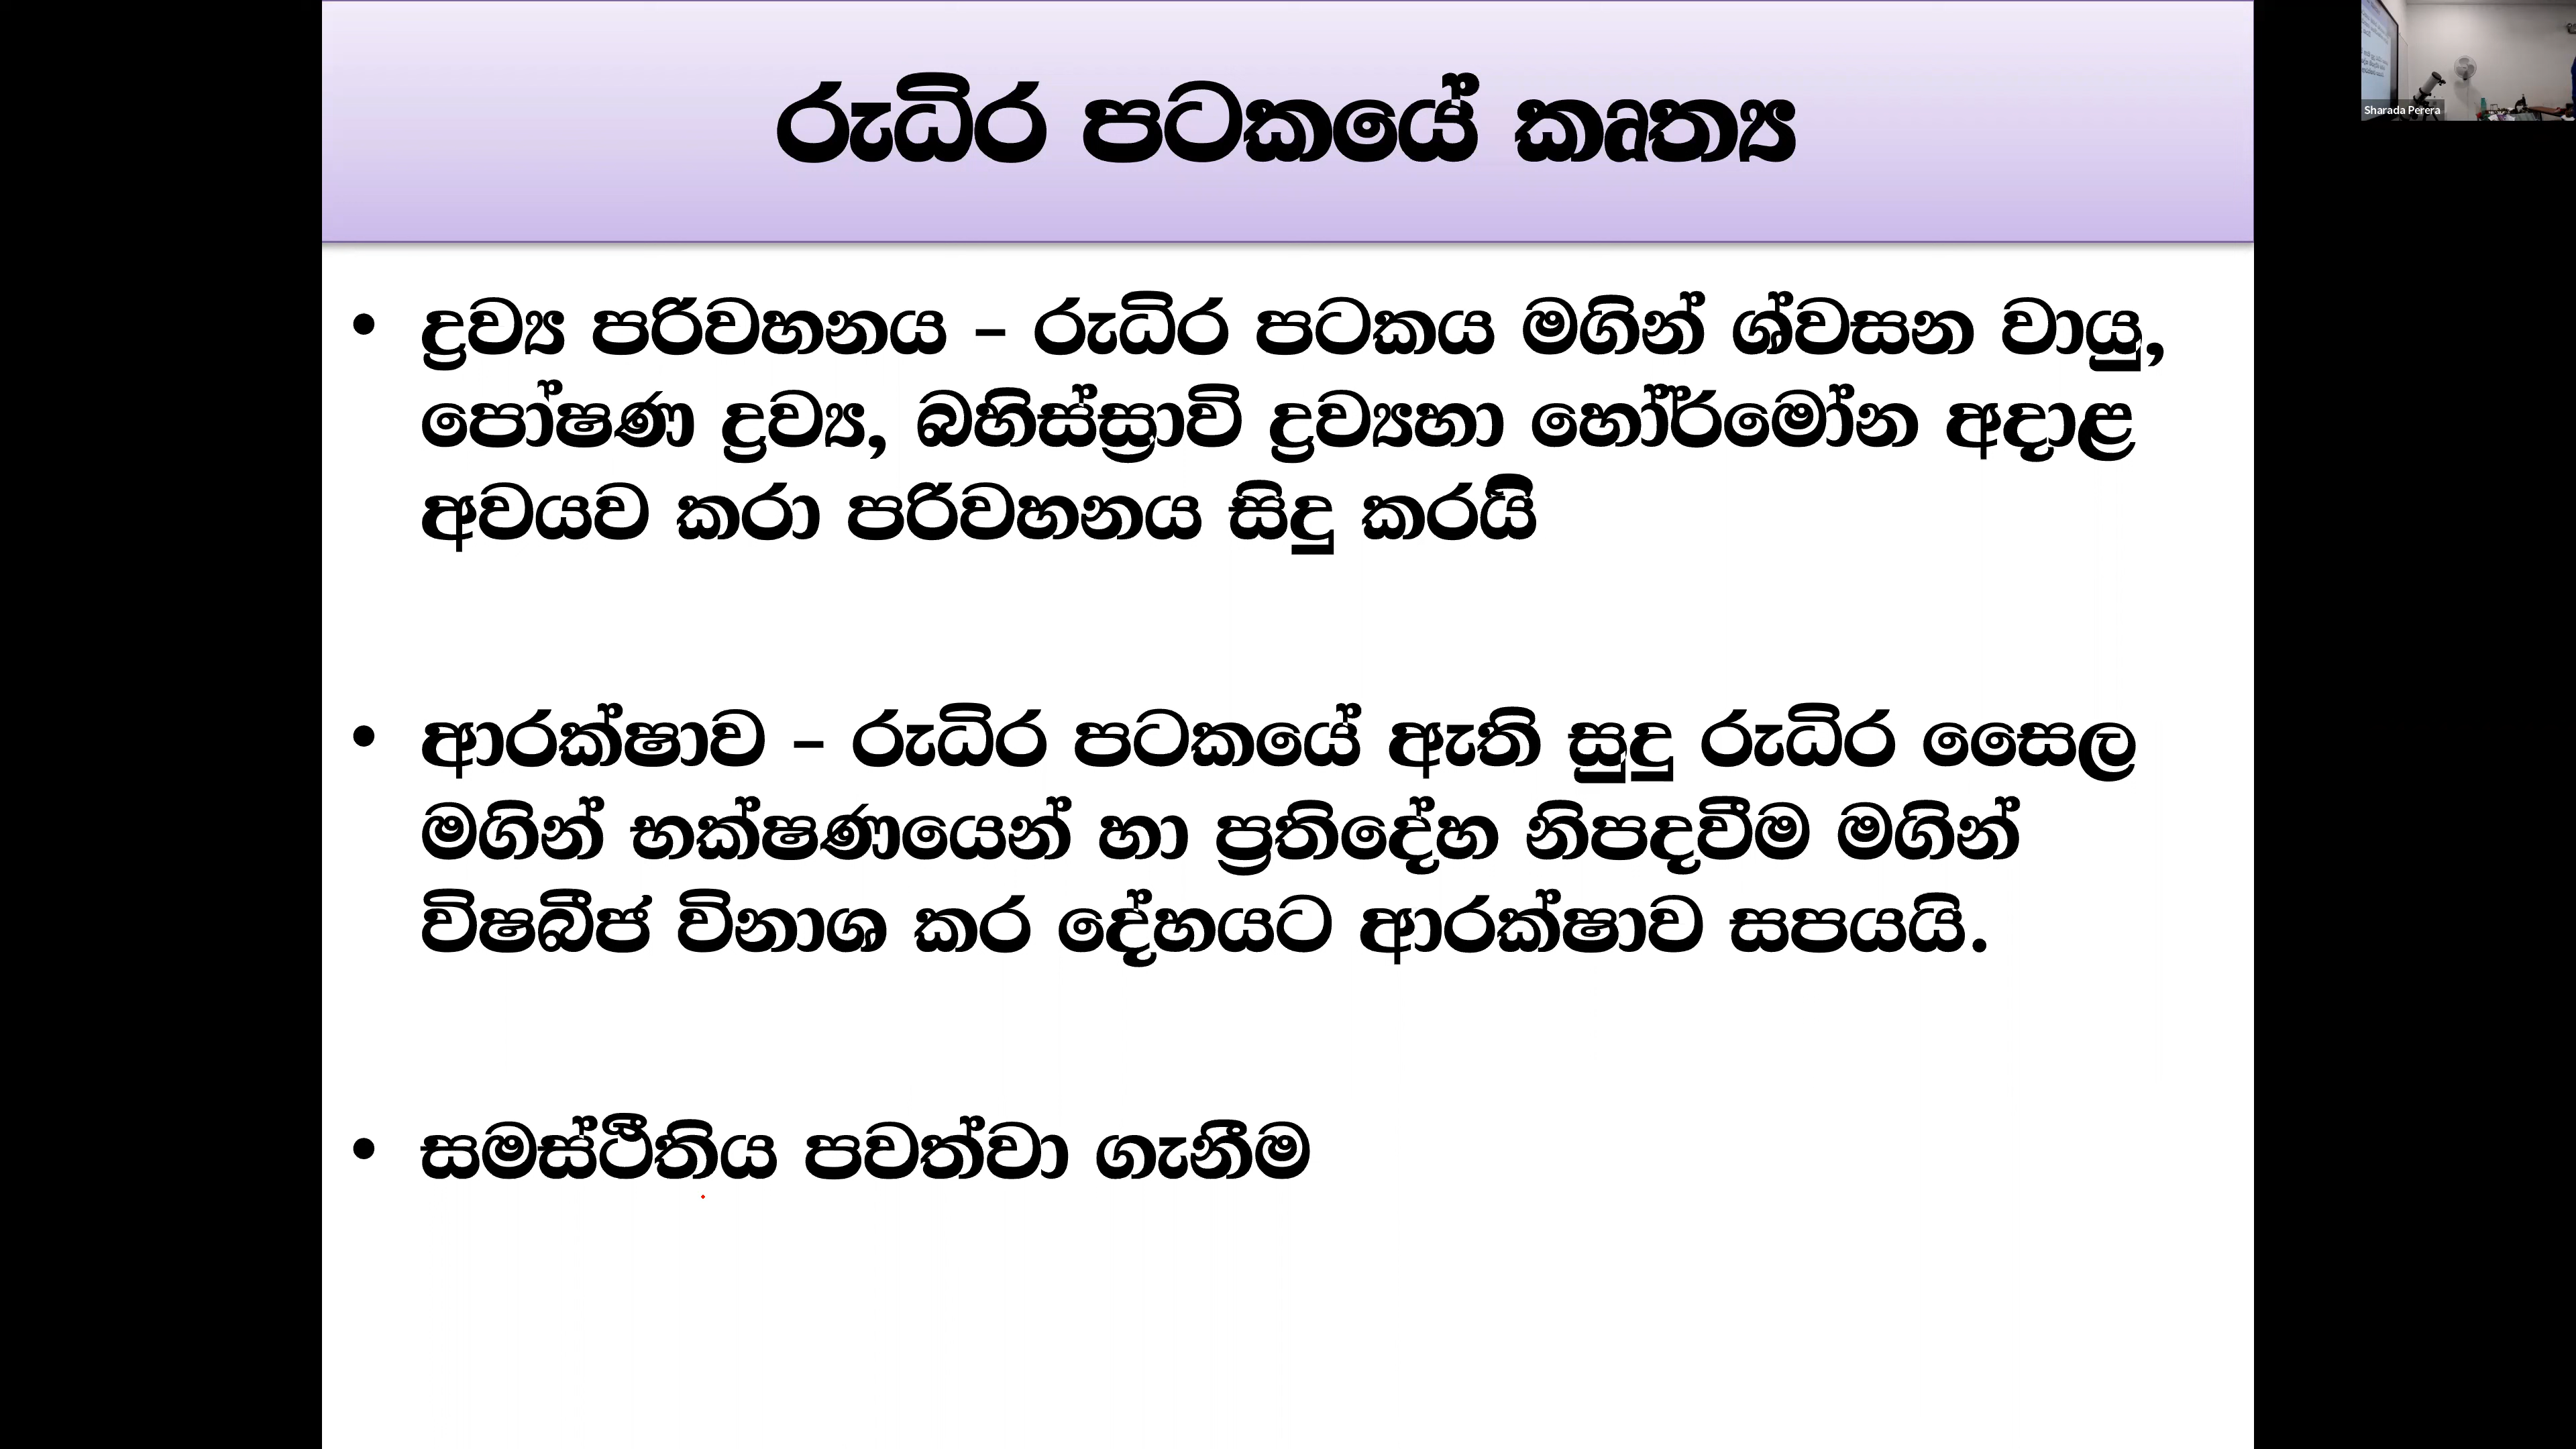 රුධිර පටකයේ කෘත්‍ය
Sharada Perera
• ද්‍රව්‍ය පරිවහනය – රුධිර පටකය මගින් ශ්වසන වායු,
පෝෂණ ද්‍රව්‍ය, බහිස්ස්‍රාවි ද්‍රව්‍යහා හෝර්මෝන අදාළ
අවයව කරා පරිවහනය සිදු කරයි
• ආරක්ෂාව – රුධිර පටකයේ ඇති සුදු රුධිර සෛල
මගින් භක්ෂණයෙන් හා ප්‍රතිදේහ නිපදවීම මගින්
විෂබීජ විනාශ කර දේහයට ආරක්ෂාව සපයයි.
• සමස්ථිතිය පවත්වා ගැනීම